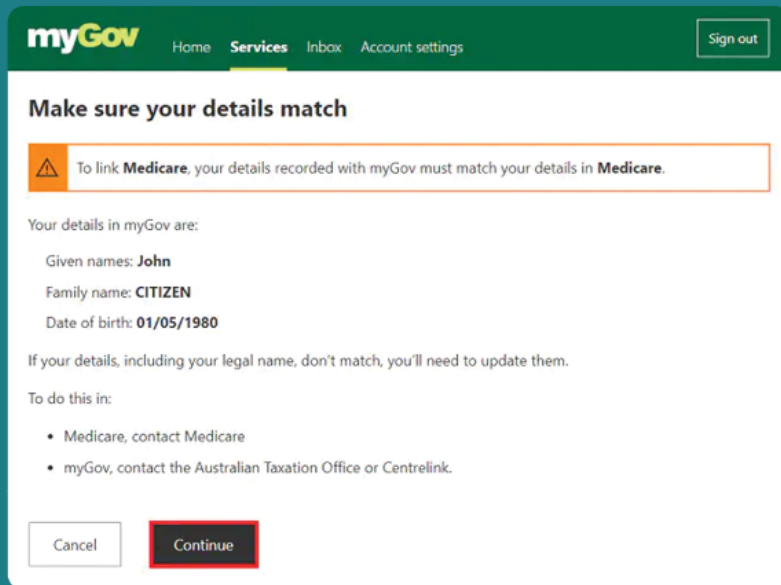 myGov Home Services Inbox Account settings Sign out
Make sure your details match
To link Medicare, your details recorded with myGov must match your details in Medicare.
Your details in myGov are:
Given names: John
Family name: CITIZEN
Date of birth: 01/05/1980
If your details, including your legal name, don't match, you'll need to update them.
To do this in:
• Medicare, contact Medicare
• myGov, contact the Australian Taxation Office or Centrelink.
Cancel Continue